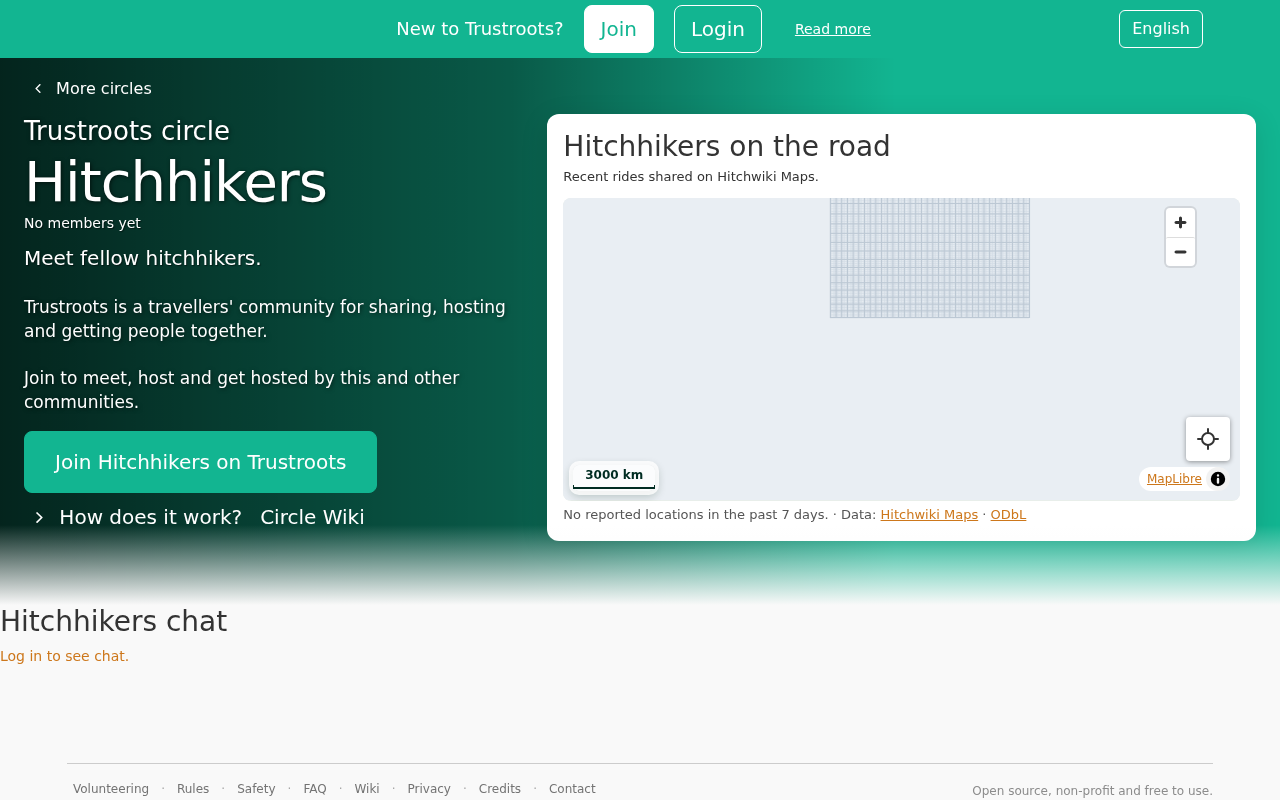 New to Trustroots? Join Login Read more English
More circles
Trustroots circle
Hitchhikers
No members yet
Meet fellow hitchhikers.
Trustroots is a travellers' community for sharing, hosting
and getting people together.
Join to meet, host and get hosted by this and other
communities.
Join Hitchhikers on Trustroots
How does it work? Circle Wiki
Hitchhikers on the road
Recent rides shared on Hitchwiki Maps.
3000 km
MapLibre
No reported locations in the past 7 days. · Data: Hitchwiki Maps · ODbL
Hitchhikers chat
Log in to see chat.
Volunteering · Rules · Safety · FAQ · Wiki · Privacy · Credits · Contact
Open source, non-profit and free to use.